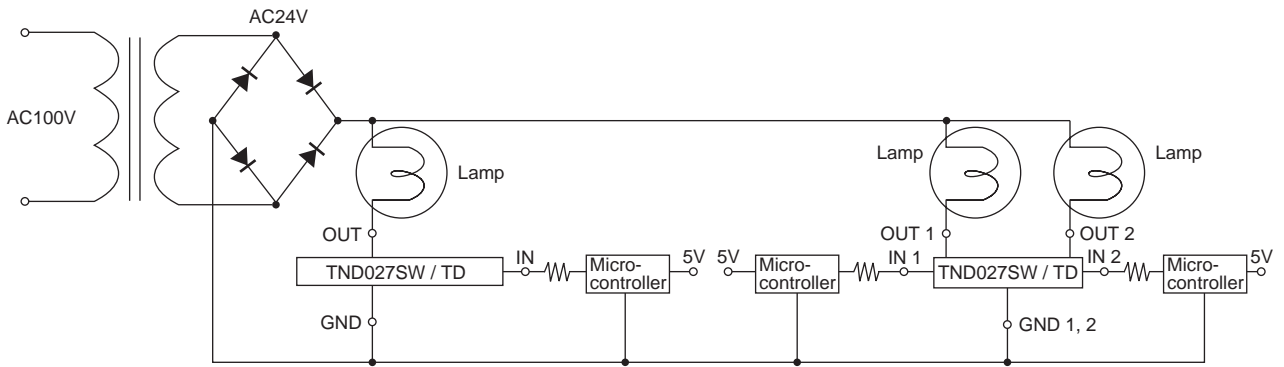 AC24V
AC100V
Lamp
Lamp
Lamp
OUT
OUT 1
OUT 2
TND027SW / TD
IN
Micro-
controller
5V
5V
Micro-
controller
IN 1
TND027SW / TD
IN 2
Micro-
controller
5V
GND
GND 1, 2